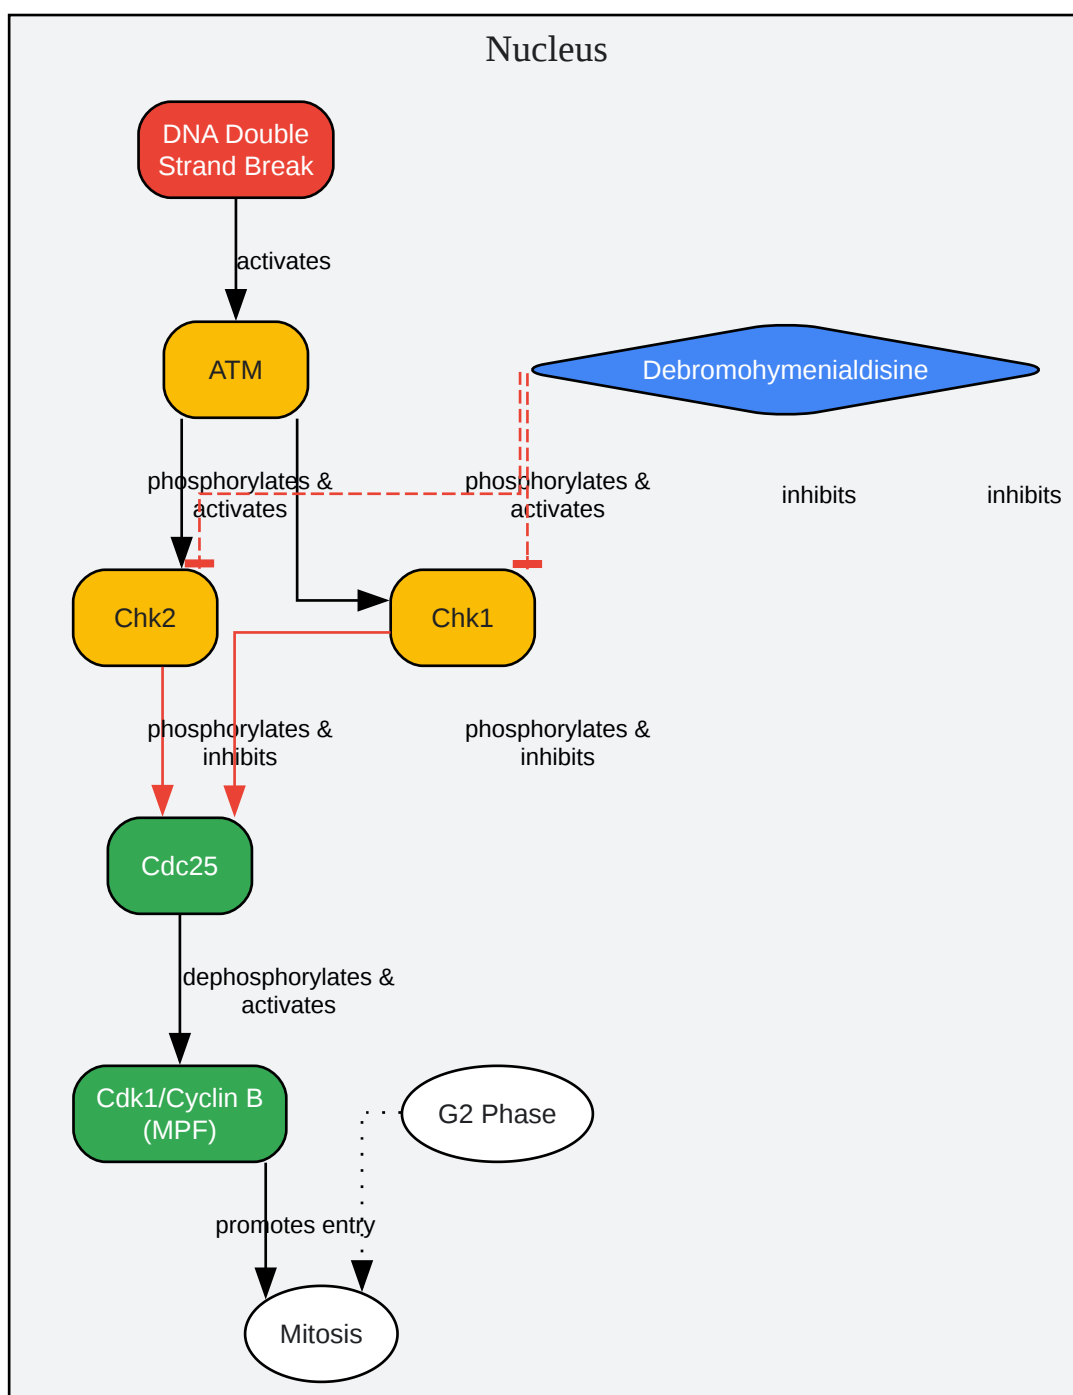 Nucleus
DNA Double
Strand Break
activates
ATM
Debromohymenialdisine
phosphorylates &
activates
phosphorylates &
activates
inhibits
inhibits
Chk2
Chk1
phosphorylates &
inhibits
phosphorylates &
inhibits
Cdc25
dephosphorylates &
activates
Cdk1/Cyclin B
(MPF)
G2 Phase
promotes entry
Mitosis